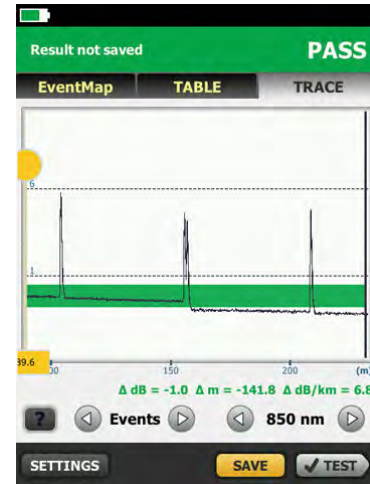 Result not saved
PASS
EventMap
TABLE
TRACE
6
1
39.6
150
200
(m)
Δ dB = -1.0 Δ m = -141.8 Δ dB/km = 6.8
?
Events
850 nm
SETTINGS
SAVE
TEST